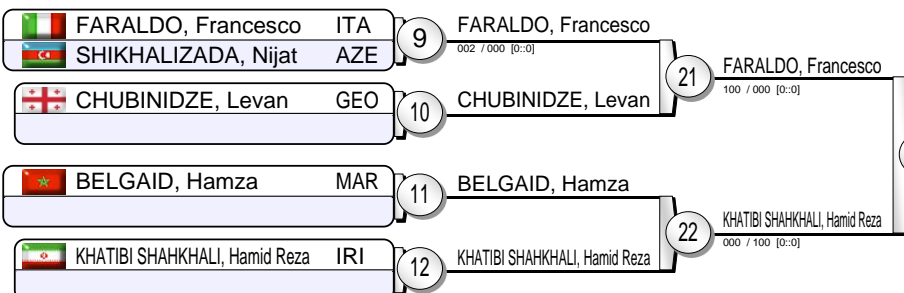 FARALDO, Francesco ITA
SHIKHALIZADA, Nijat AZE
9
FARALDO, Francesco
002 / 000 [0::0]
CHUBINIDZE, Levan GEO
10
CHUBINIDZE, Levan
21
FARALDO, Francesco
100 / 000 [0::0]
BELGAID, Hamza MAR
11
BELGAID, Hamza
KHATIBI SHAHKHALI, Hamid Reza IRI
12
KHATIBI SHAHKHALI, Hamid Reza
22
KHATIBI SHAHKHALI, Hamid Reza
000 / 100 [0::0]